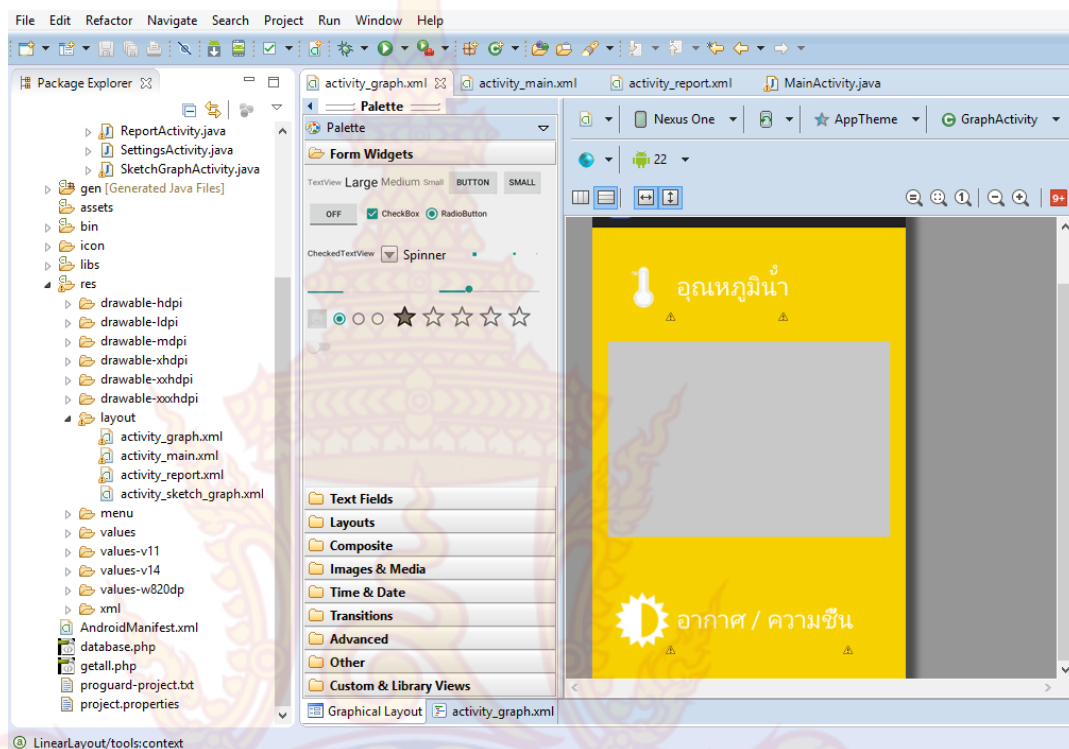 File Edit Refactor Navigate Search Project Run Window Help
Package Explorer
ReportActivity.java
SettingsActivity.java
SketchGraphActivity.java
gen [Generated Java Files]
assets
bin
icon
libs
res
drawable-hdpi
drawable-ldpi
drawable-mdpi
drawable-xhdpi
drawable-xxhdpi
drawable-xxxhdpi
layout
activity_graph.xml
activity_main.xml
activity_report.xml
activity_sketch_graph.xml
menu
values
values-v11
values-v14
values-w820dp
xml
AndroidManifest.xml
database.php
getall.php
proguard-project.txt
project.properties
activity_graph.xml activity_main.xml activity_report.xml MainActivity.java
Palette
Palette
Form Widgets
TextView Large Medium Small BUTTON SMALL
OFF CheckBox RadioButton
CheckedTextView Spinner
Text Fields
Layouts
Composite
Images & Media
Time & Date
Transitions
Advanced
Other
Custom & Library Views
Graphical Layout activity_graph.xml
Nexus One AppTheme GraphActivity
22
1 9+
อุณหภูมิน้ำ
อากาศ / ความชื้น
LinearLayout/tools:context